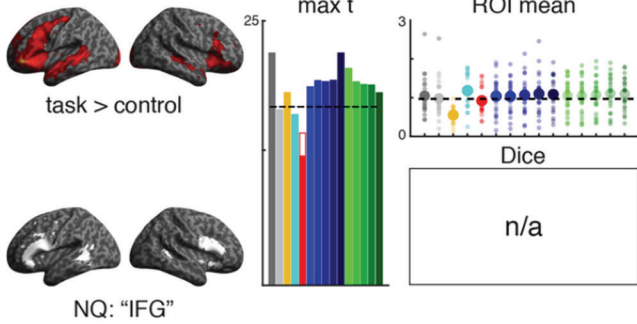 max t
ROI mean
25
3
0
task > control
Dice
n/a
NQ: “IFG”